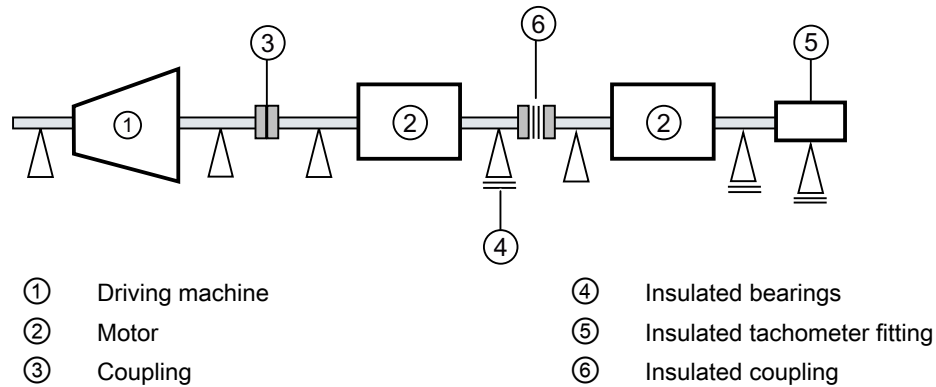 ③ ⑥ ⑤
① ② ②
④
① Driving machine ④ Insulated bearings
② Motor ⑤ Insulated tachometer fitting
③ Coupling ⑥ Insulated coupling